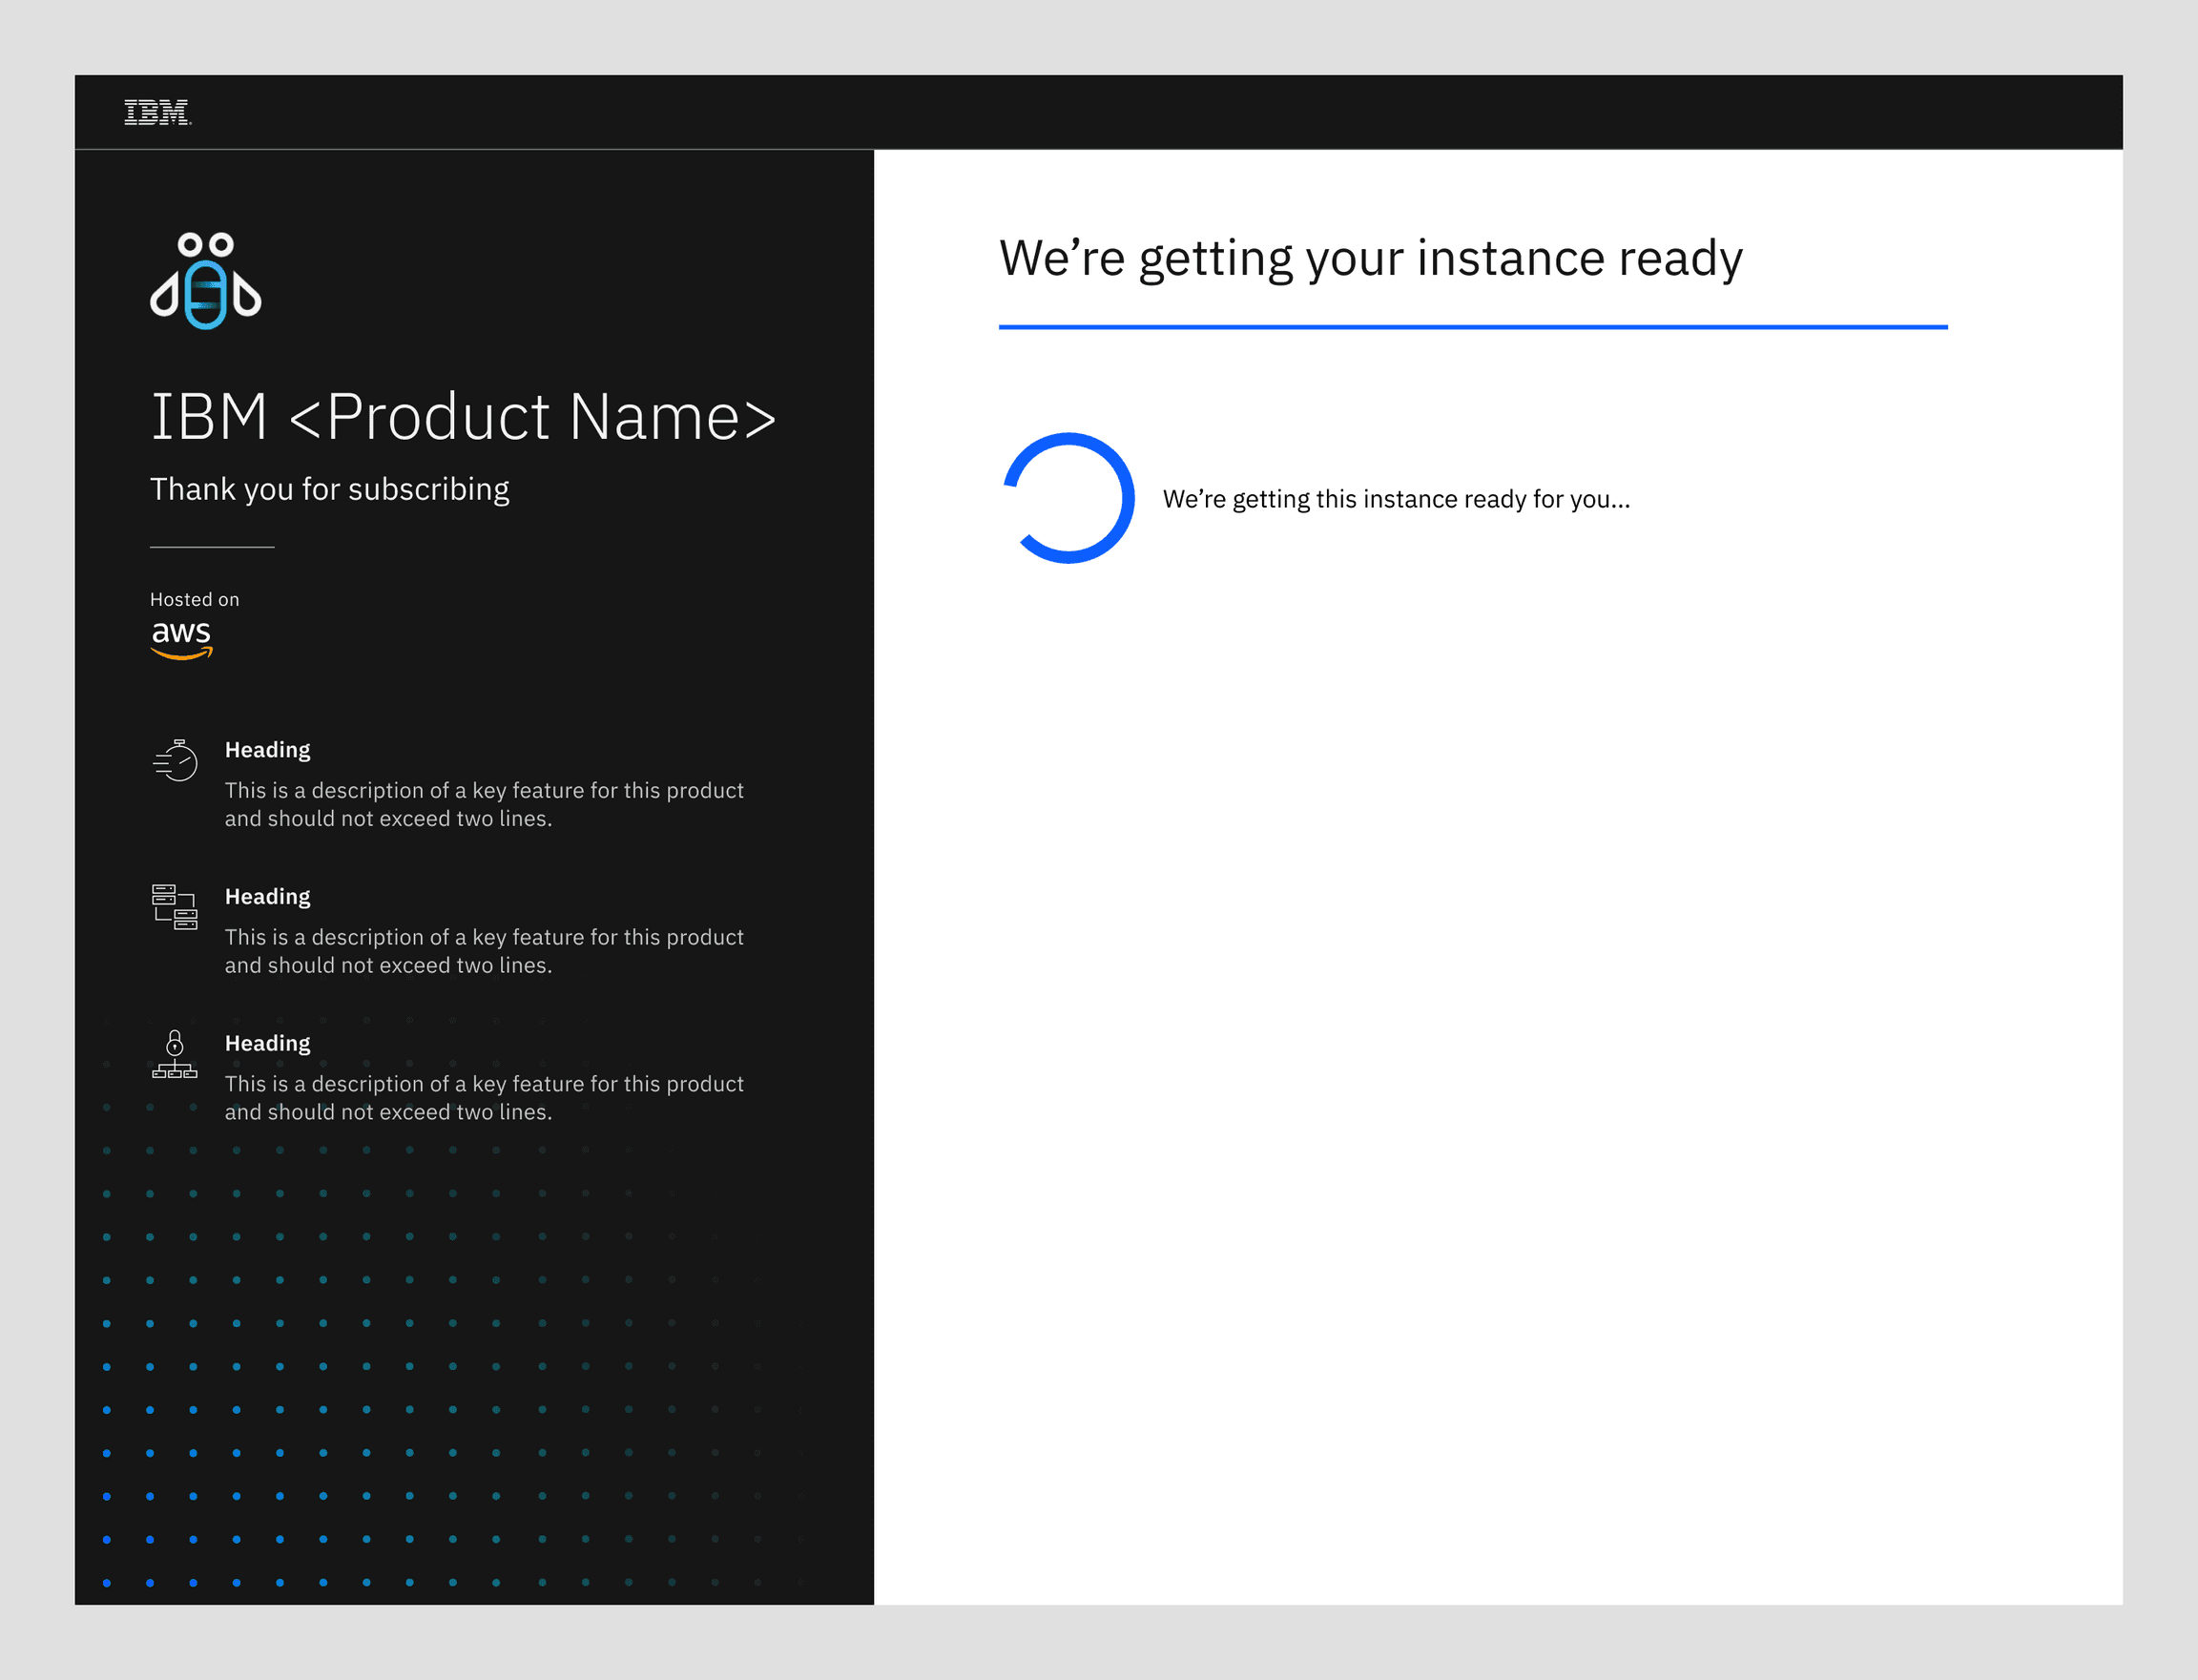 IBM
IBM <Product Name>
Thank you for subscribing
Hosted on
aws
Heading
This is a description of a key feature for this product
and should not exceed two lines.
Heading
This is a description of a key feature for this product
and should not exceed two lines.
Heading
This is a description of a key feature for this product
and should not exceed two lines.
We’re getting your instance ready
We’re getting this instance ready for you...